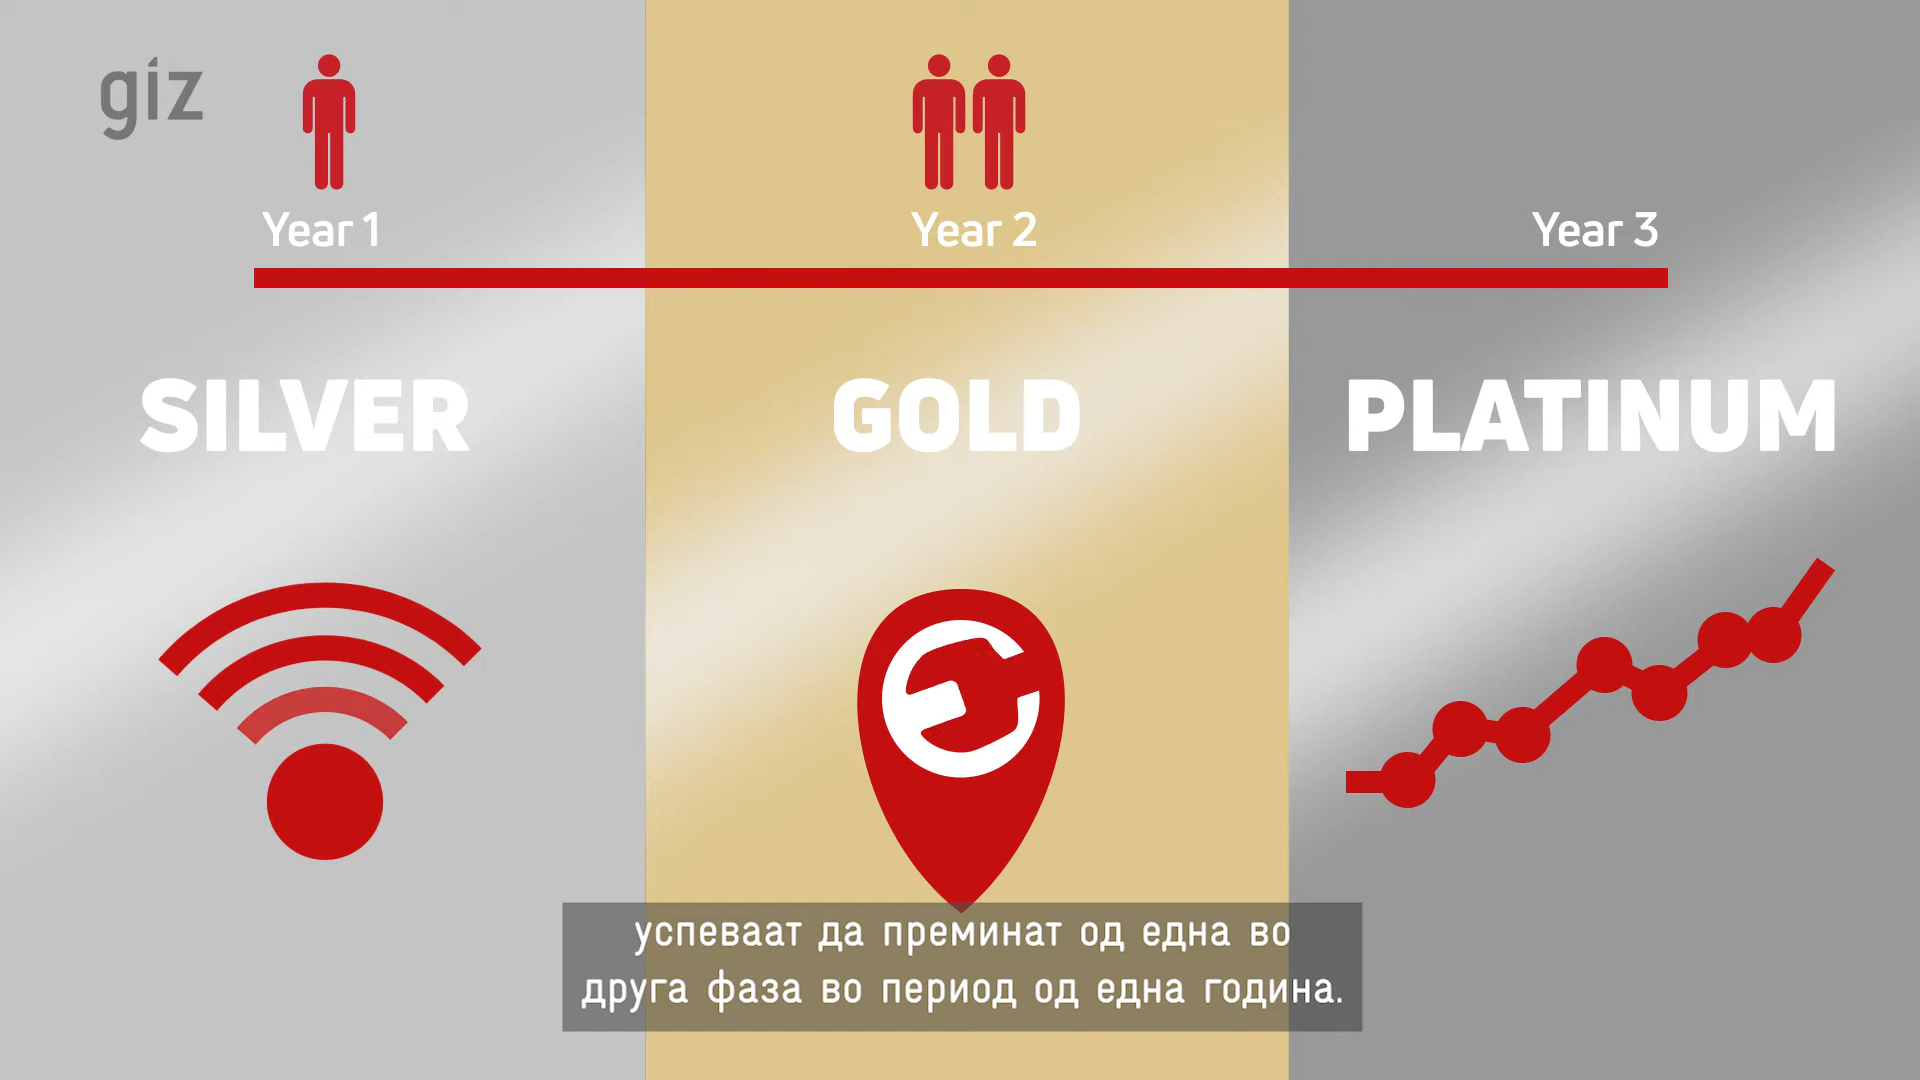 giz
Year 1
Year 2
Year 3
SILVER
GOLD
PLATINUM
успеваат да преминат од една во
друга фаза во период од една година.